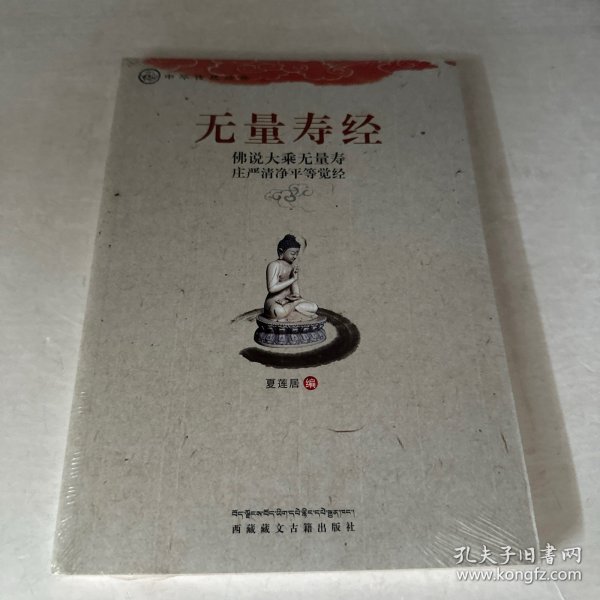 无量寿经
佛说大乘无量寿
庄严清净平等觉经
夏莲居 编
西藏藏文古籍出版社
孔夫子旧书网
www.kongfz.com